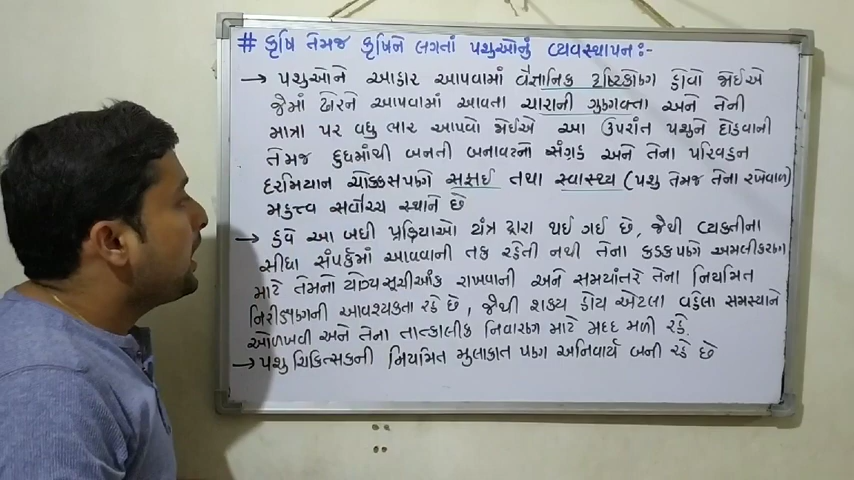 # કૃષિ તેમજ કૃષિને લગતાં પશુઓનું વ્યવસ્થાપન :-
→ પશુઓને આહાર આપવામાં વૈજ્ઞાનિક દ્રષ્ટિકોણ હોવો જોઈએ
જેમાં ઢોરને આપવામાં આવતા ચારાની ગુણવત્તા અને તેની
માત્રા પર વધુ ભાર આપવો જોઈએ આ ઉપરાંત પશુને દોહવાની
તેમજ દુધમાંથી બનતી બનાવટનો સંગ્રહ અને તેના પરિવહન
દરમિયાન ચોક્કસપણે સફાઈ તથા સ્વાસ્થ્ય (પશુ તેમજ તેના રખેવાળ)
મહત્ત્વ સર્વોચ્ચ સ્થાને છે
→ હવે આ બધી પ્રક્રિયાઓ યંત્ર દ્વારા થઈ ગઈ છે, જેથી વ્યક્તીના
સીધા સંપર્કમાં આવવાની તક રહેતી નથી તેના કડકપણે અમલીકરણ
માટે તેમનો યોગ્યસૂચીઆંક રાખવાની અને સમયાંતરે તેના નિયમિત
નિરીક્ષણની આવશ્યકતા રહે છે, જેથી શક્ય હોય એટલા વહેલા સમસ્યાને
ઓળખવી અને તેના તાત્કાલીક નિવારણ માટે મદદ મળી રહે.
→ પશુ ચિકિત્સકની નિયમિત મુલાકાત પણ અનિવાર્ય બની રહે છે